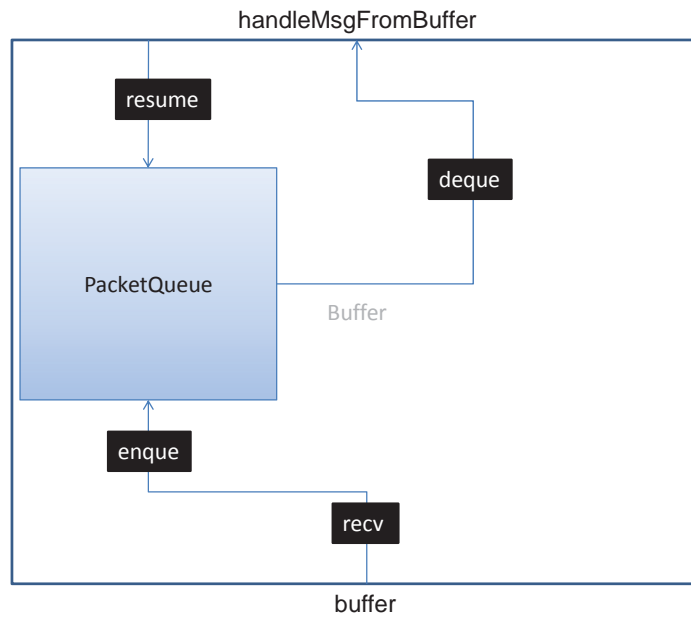 handleMsgFromBuffer
resume
deque
PacketQueue
Buffer
enque
recv
buffer